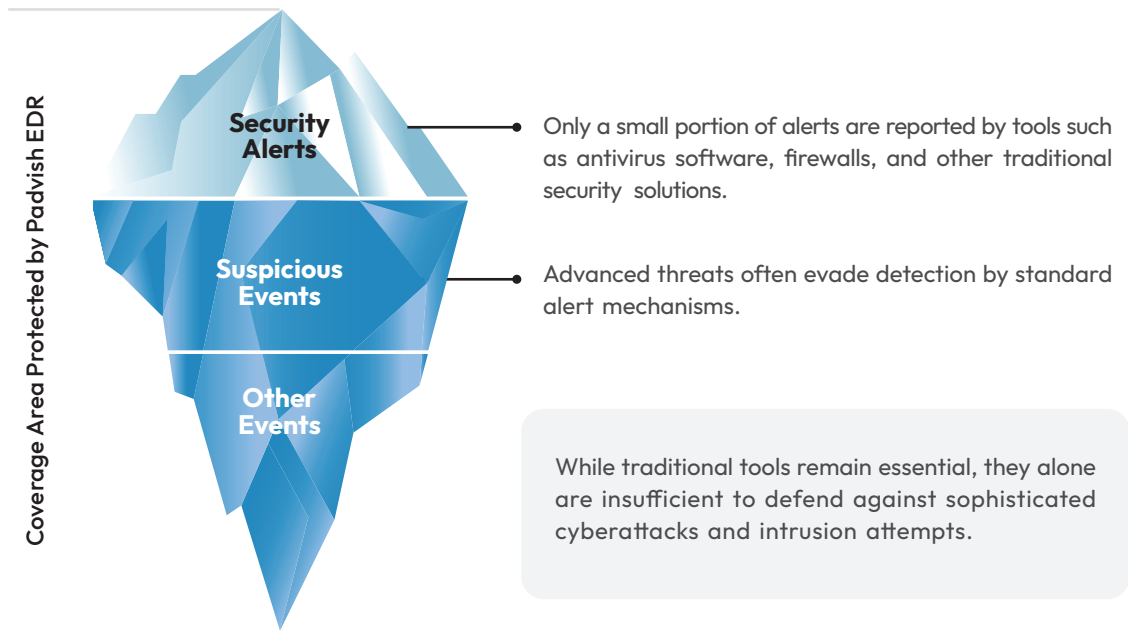 Coverage Area Protected by Padvish EDR
Security
Alerts
Only a small portion of alerts are reported by tools such
as antivirus software, firewalls, and other traditional
security solutions.
Suspicious
Events
Advanced threats often evade detection by standard
alert mechanisms.
Other
Events
While traditional tools remain essential, they alone
are insufficient to defend against sophisticated
cyberattacks and intrusion attempts.